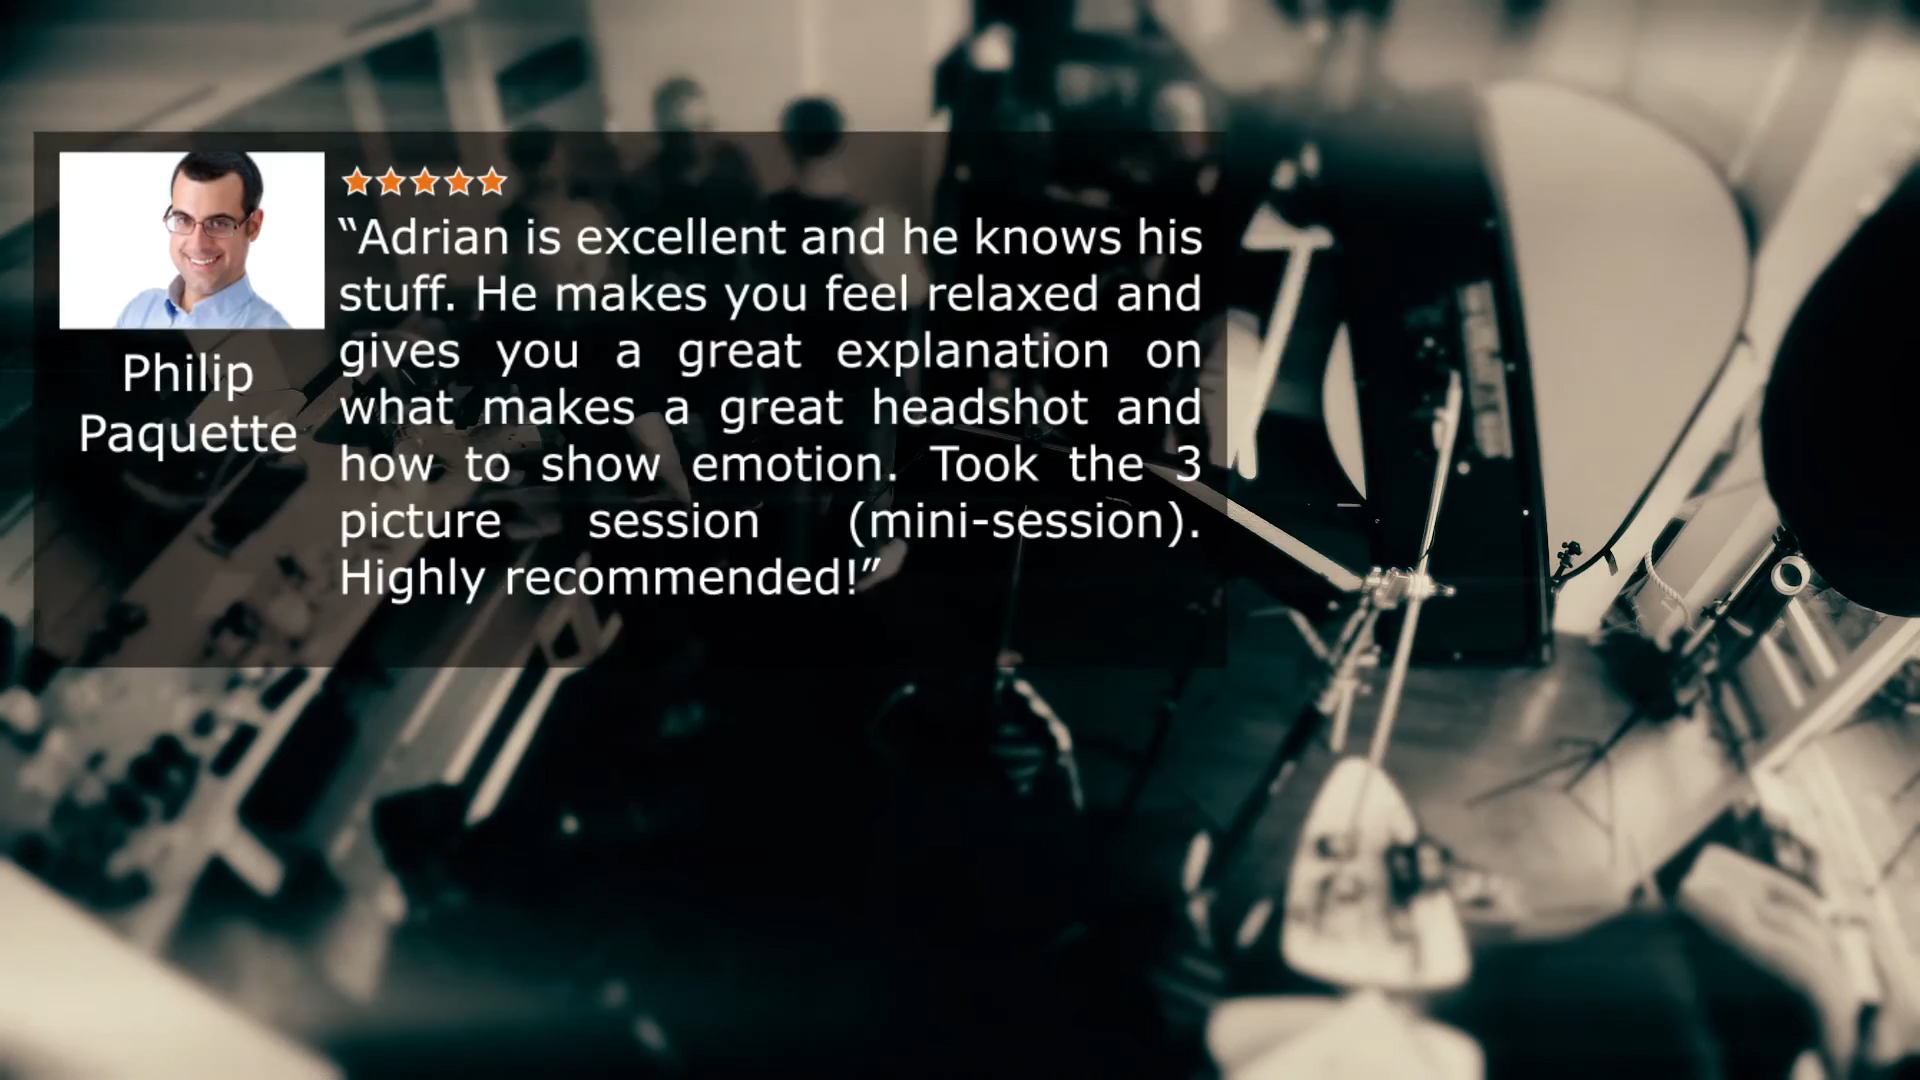 “Adrian is excellent and he knows his
stuff. He makes you feel relaxed and
gives you a great explanation on
what makes a great headshot and
how to show emotion. Took the 3
picture session (mini-session).
Highly recommended!”
Philip
Paquette